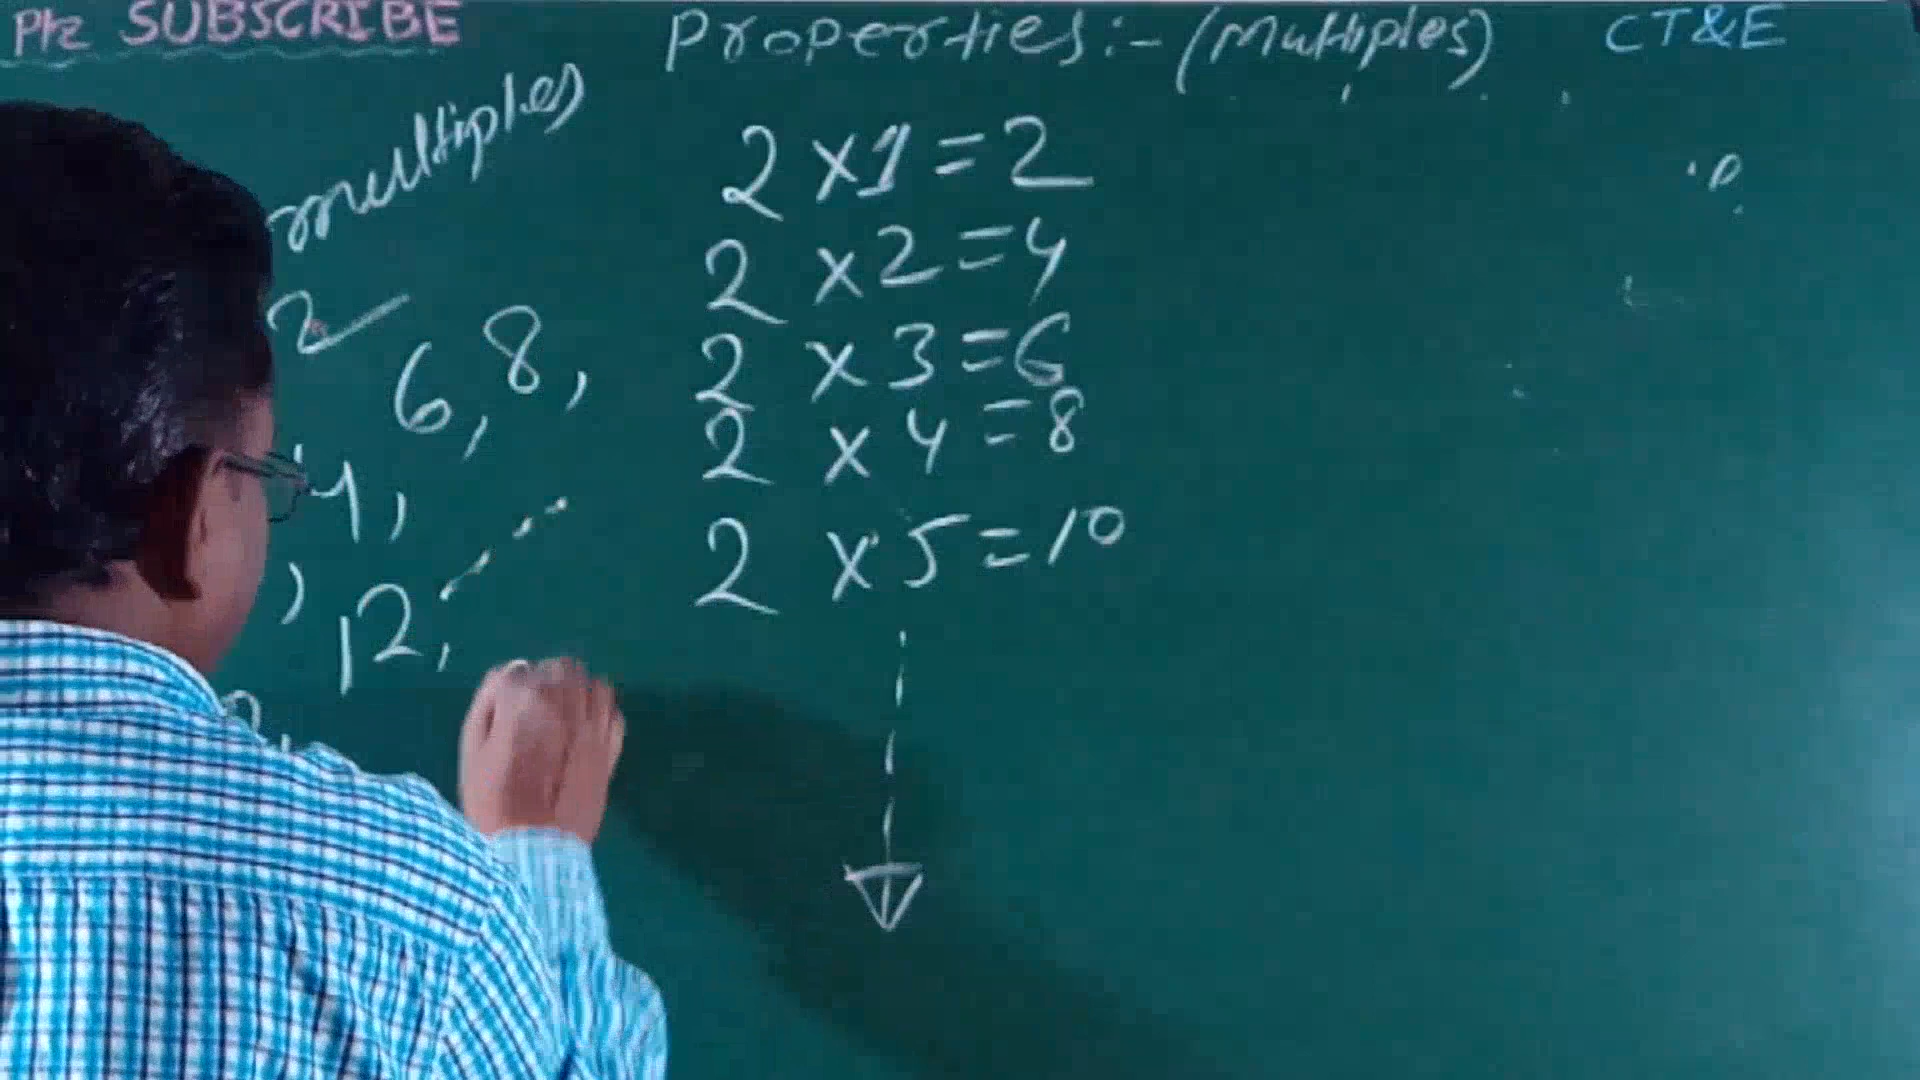 Plz SUBSCRIBE
Properties:- (Multiples)
CT&E
multiples
2
6, 8,
4,
, 12, ....
2 x 1 = 2
2 x 2 = 4
2 x 3 = 6
2 x 4 = 8
2 x 5 = 10